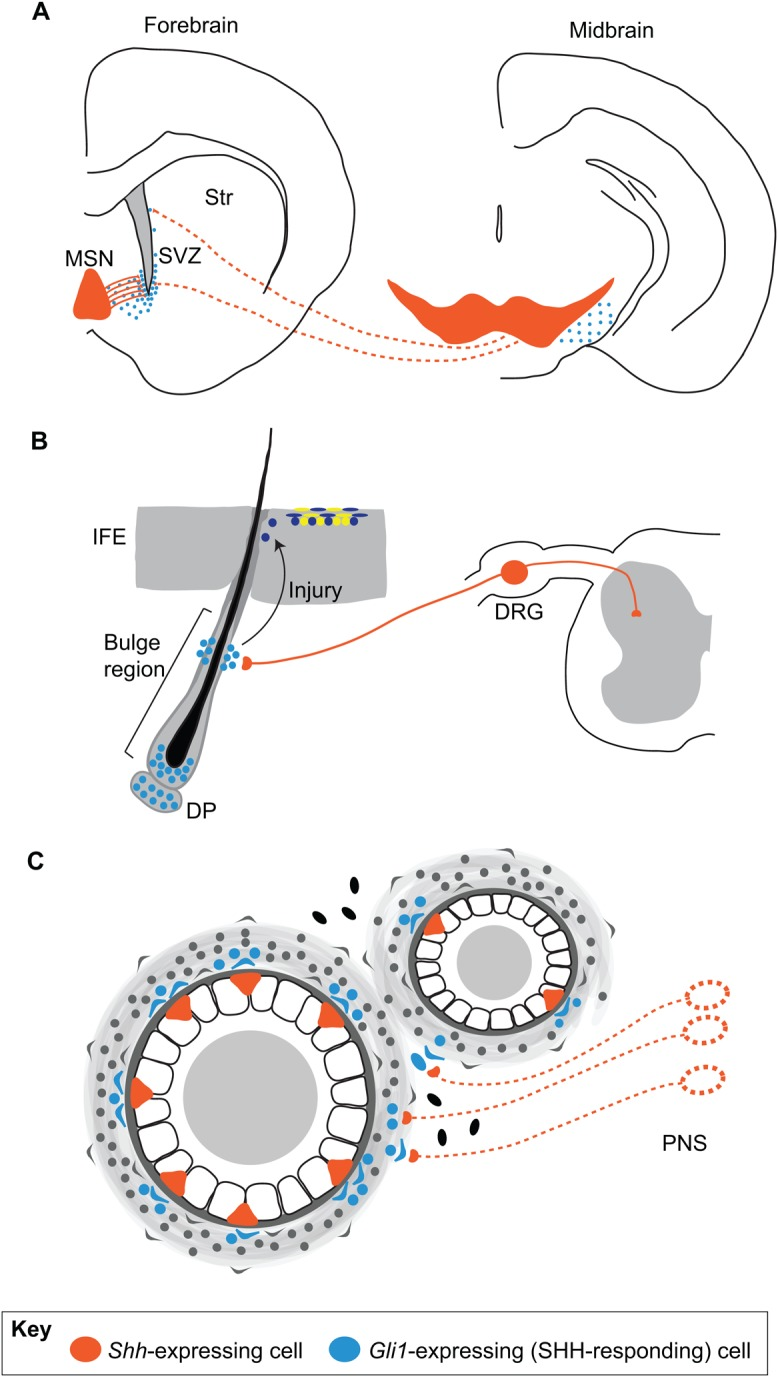 A
Forebrain
Midbrain
Str
MSN
SVZ
B
IFE
Injury
DRG
Bulge
region
DP
C
PNS
Key
Shh-expressing cell
Gli1-expressing (SHH-responding) cell